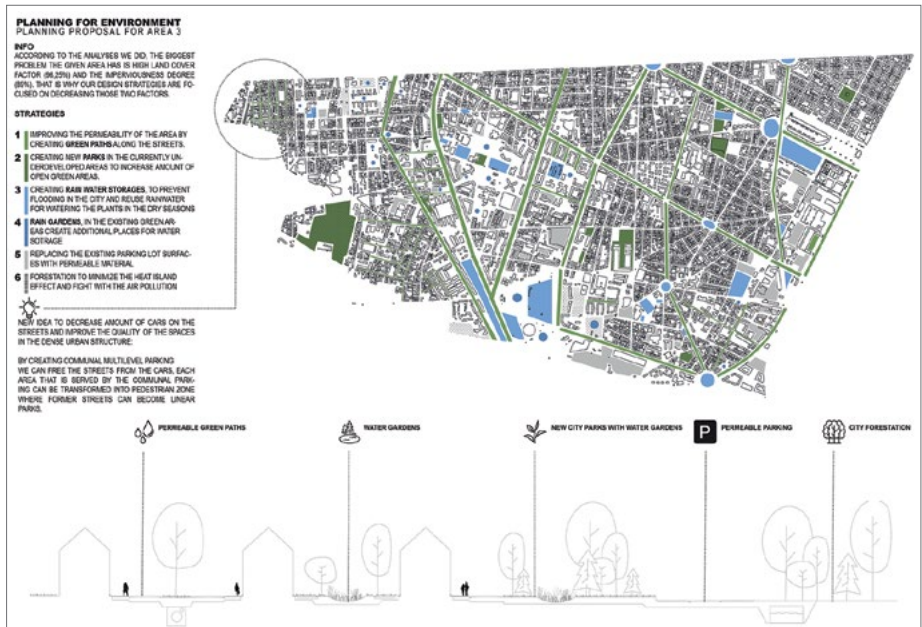 PLANNING FOR ENVIRONMENT
PLANNING PROPOSAL FOR AREA 3
INFO
ACCORDING TO THE ANALYSES WE DID, THE BIGGEST
PROBLEM THE GIVEN AREA HAS IS HIGH LAND COVER
FACTOR (96,25%) AND THE IMPERVIOUSNESS DEGREE
(80%). THAT IS WHY OUR DESIGN STRATEGIES ARE FO-
CUSED ON DECREASING THOSE TWO FACTORS.
STRATEGIES
1 IMPROVING THE PERMEABILITY OF THE AREA BY
CREATING GREEN PATHS ALONG THE STREETS.
2 CREATING NEW PARKS IN THE CURRENTLY UN-
DERDEVELOPED AREAS TO INCREASE AMOUNT OF
OPEN GREEN AREAS.
3 CREATING RAIN WATER STORAGES, TO PREVENT
FLOODING IN THE CITY AND REUSE RAINWATER
FOR WATERING THE PLANTS IN THE DRY SEASONS
4 RAIN GARDENS, IN THE EXISTING GREEN AR-
EAS CREATE ADDITIONAL PLACES FOR WATER
SOTRAGE
5 REPLACING THE EXISTING PARKING LOT SURFAC-
ES WITH PERMEABLE MATERIAL
6 FORESTATION TO MINIMIZE THE HEAT ISLAND
EFFECT AND FIGHT WITH THE AIR POLLUTION
NEW IDEA TO DECREASE AMOUNT OF CARS ON THE
STREETS AND IMPROVE THE QUALITY OF THE SPACES
IN THE DENSE URBAN STRUCTURE:
BY CREATING COMMUNAL MULTILEVEL PARKING
WE CAN FREE THE STREETS FROM THE CARS, EACH
AREA THAT IS SERVED BY THE COMMUNAL PARK-
ING CAN BE TRANSFORMED INTO PEDESTRIAN ZONE
WHERE FORMER STREETS CAN BECOME LINEAR
PARKS.
PERMEABLE GREEN PATHS
WATER GARDENS
NEW CITY PARKS WITH WATER GARDENS
P PERMEABLE PARKING
CITY FORESTATION